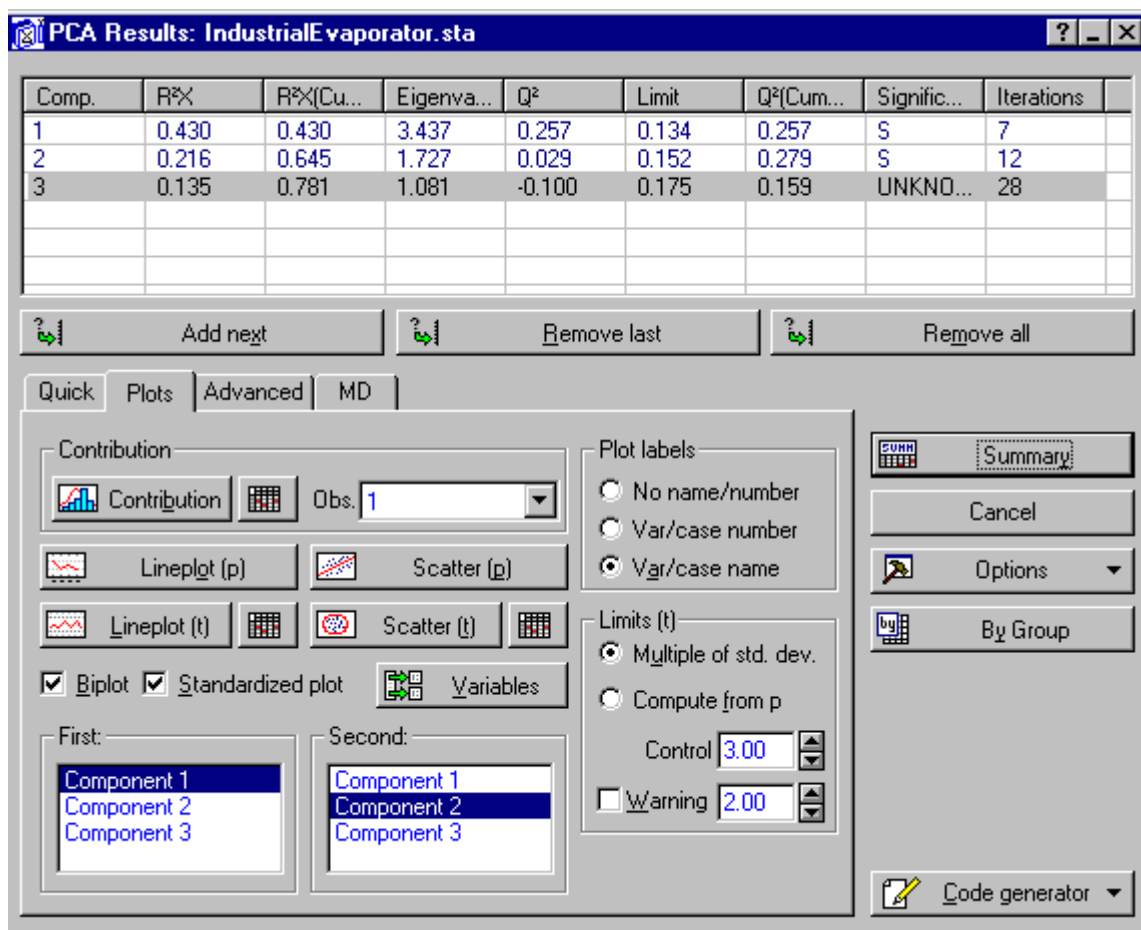 PCA Results: IndustrialEvaporator.sta
Comp. R²X R²X(Cu... Eigenva... Q² Limit Q²(Cum... Signific... Iterations
1 0.430 0.430 3.437 0.257 0.134 0.257 S 7
2 0.216 0.645 1.727 0.029 0.152 0.279 S 12
3 0.135 0.781 1.081 -0.100 0.175 0.159 UNKNO... 28
Add next Remove last Remove all
Quick Plots Advanced MD
Contribution
Contribution Obs. 1
Lineplot (p) Scatter (p)
Lineplot (t) Scatter (t)
Biplot Standardized plot Variables
First:
Component 1
Component 2
Component 3
Second:
Component 1
Component 2
Component 3
Plot labels
No name/number
Var/case number
Var/case name
Limits (t)
Multiple of std. dev.
Compute from p
Control 3.00
Warning 2.00
SUMM Summary
Cancel
Options
by By Group
Code generator